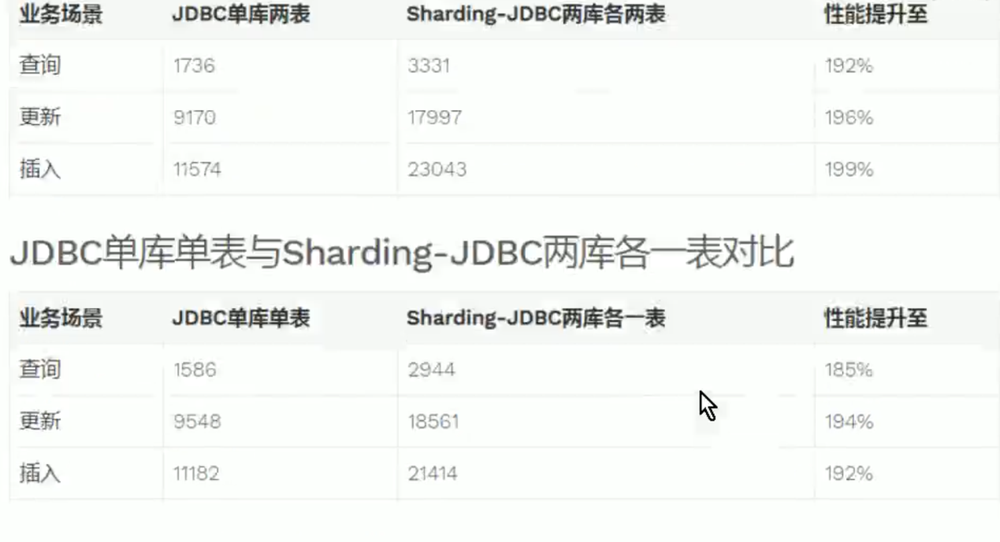 业务场景 JDBC单库两表 Sharding-JDBC两库各两表 性能提升至
查询 1736 3331 192%
更新 9170 17997 196%
插入 11574 23043 199%
JDBC单库单表与Sharding-JDBC两库各一表对比
业务场景 JDBC单库单表 Sharding-JDBC两库各一表 性能提升至
查询 1586 2944 185%
更新 9548 18561 194%
插入 11182 21414 192%